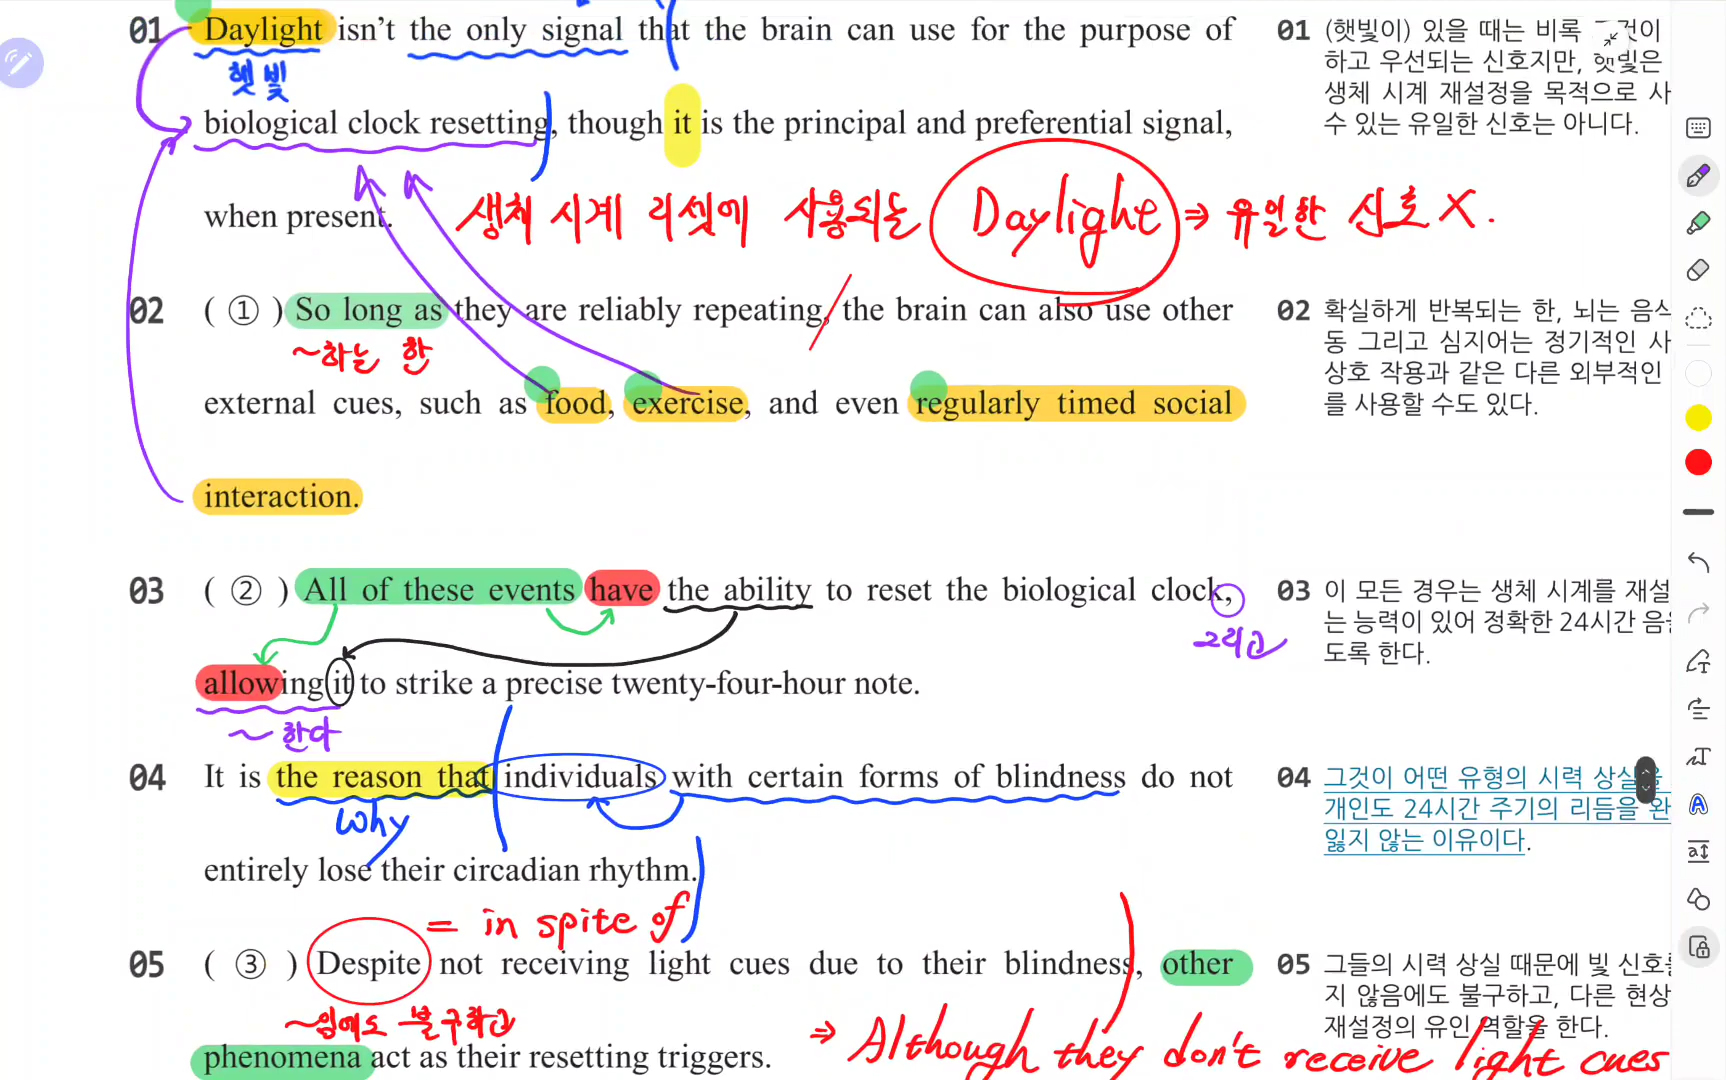 01 Daylight isn't the only signal that the brain can use for the purpose of
햇빛
biological clock resetting, though it is the principal and preferential signal,
when present.
생체 시계 리셋에 사용되는 Daylight ⇒ 유일한 신호 X.
02 ( ① ) So long as they are reliably repeating, the brain can also use other
~하는 한
external cues, such as food, exercise, and even regularly timed social
interaction.
03 ( ② ) All of these events have the ability to reset the biological clock,
그리고
allowing it to strike a precise twenty-four-hour note.
~한다
04 It is the reason that individuals with certain forms of blindness do not
why
entirely lose their circadian rhythm.
= in spite of
05 ( ③ ) Despite not receiving light cues due to their blindness, other
~임에도 불구하고
phenomena act as their resetting triggers.
⇒ Although they don't receive light cues
01 (햇빛이) 있을 때는 비록
하고 우선되는 신호지만, 햇빛은
생체 시계 재설정을 목적으로 사
수 있는 유일한 신호는 아니다.
02 확실하게 반복되는 한, 뇌는 음식
동 그리고 심지어는 정기적인 사
상호 작용과 같은 다른 외부적인
를 사용할 수도 있다.
03 이 모든 경우는 생체 시계를 재설
는 능력이 있어 정확한 24시간 음을
도록 한다.
04 그것이 어떤 유형의 시력 상실을
개인도 24시간 주기의 리듬을 완
잃지 않는 이유이다.
05 그들의 시력 상실 때문에 빛 신호를
지 않음에도 불구하고, 다른 현상
재설정의 유인 역할을 한다.